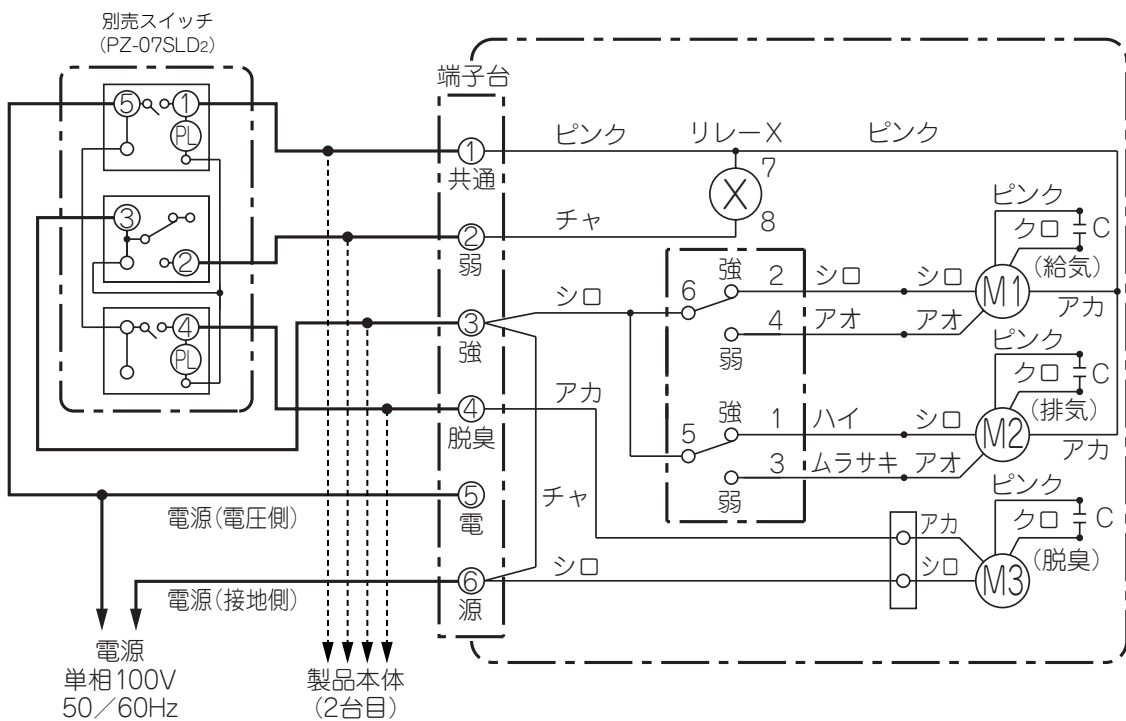 別売スイッチ
(PZ-07SLD2)
端子台
⑤
①
PL
③
②
④
PL
①
共通
②
弱
③
強
④
脱臭
⑤
電
⑥
源
ピンク
リレーX
ピンク
7
X
8
チャ
シロ
アカ
チャ
シロ
強
6
2
シロ
シロ
4
アオ
アオ
弱
強
5
1
ハイ
シロ
3
ムラサキ
アオ
弱
ピンク
クロ
C
(給気)
M1
アカ
ピンク
クロ
C
(排気)
M2
アカ
ピンク
クロ
C
(脱臭)
アカ
シロ
M3
電源(電圧側)
電源(接地側)
電源
単相100V
50/60Hz
製品本体
(2台目)